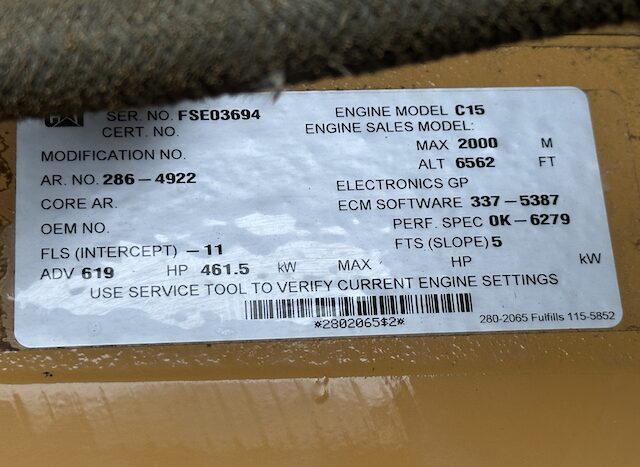 CAT
SER. NO. FSE03694 ENGINE MODEL C15
CERT. NO. ENGINE SALES MODEL:
MAX 2000 M
MODIFICATION NO. ALT 6562 FT
AR. NO. 286-4922 ELECTRONICS GP
CORE AR. ECM SOFTWARE 337-5387
OEM NO. PERF. SPEC 0K-6279
FLS (INTERCEPT) -11 FTS (SLOPE) 5
ADV 619 HP 461.5 kW MAX HP kW
USE SERVICE TOOL TO VERIFY CURRENT ENGINE SETTINGS
*2802065$2* 280-2065 Fulfills 115-5852